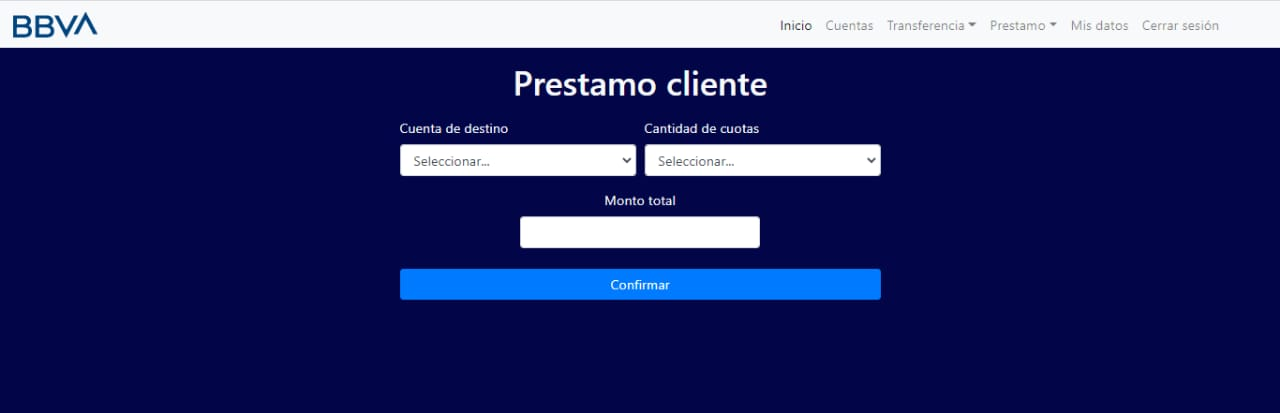 BBVA
Inicio Cuentas Transferencia Prestamo Mis datos Cerrar sesión
Prestamo cliente
Cuenta de destino Cantidad de cuotas
Seleccionar... Seleccionar...
Monto total
Confirmar